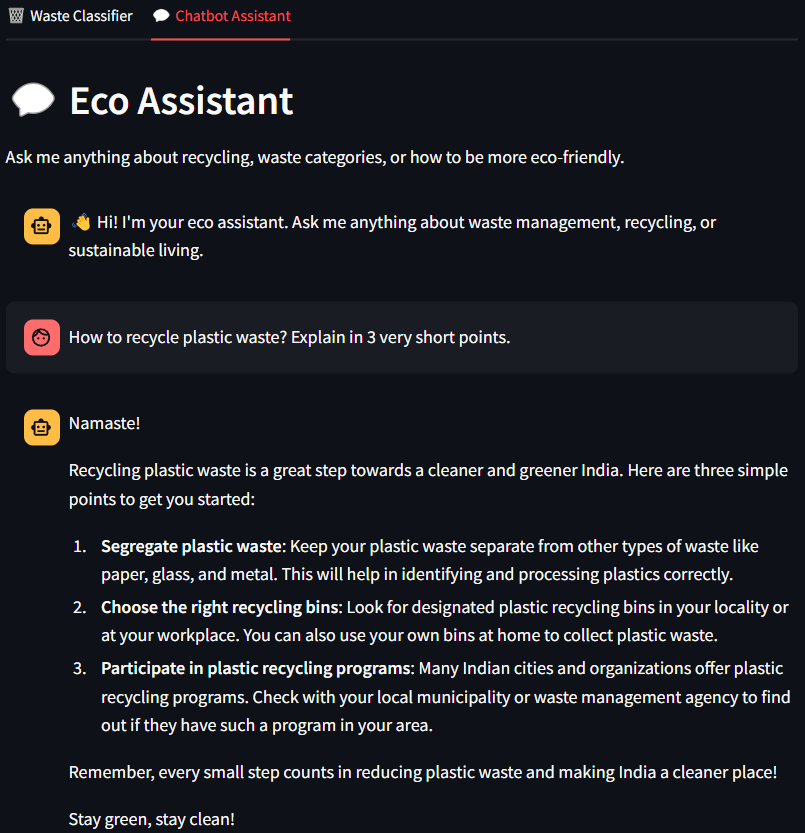 🗑️ Waste Classifier 💬 Chatbot Assistant
💬 Eco Assistant
Ask me anything about recycling, waste categories, or how to be more eco-friendly.
👋 Hi! I'm your eco assistant. Ask me anything about waste management, recycling, or
sustainable living.
How to recycle plastic waste? Explain in 3 very short points.
Namaste!
Recycling plastic waste is a great step towards a cleaner and greener India. Here are three simple
points to get you started:
1. Segregate plastic waste: Keep your plastic waste separate from other types of waste like
paper, glass, and metal. This will help in identifying and processing plastics correctly.
2. Choose the right recycling bins: Look for designated plastic recycling bins in your locality or
at your workplace. You can also use your own bins at home to collect plastic waste.
3. Participate in plastic recycling programs: Many Indian cities and organizations offer plastic
recycling programs. Check with your local municipality or waste management agency to find
out if they have such a program in your area.
Remember, every small step counts in reducing plastic waste and making India a cleaner place!
Stay green, stay clean!